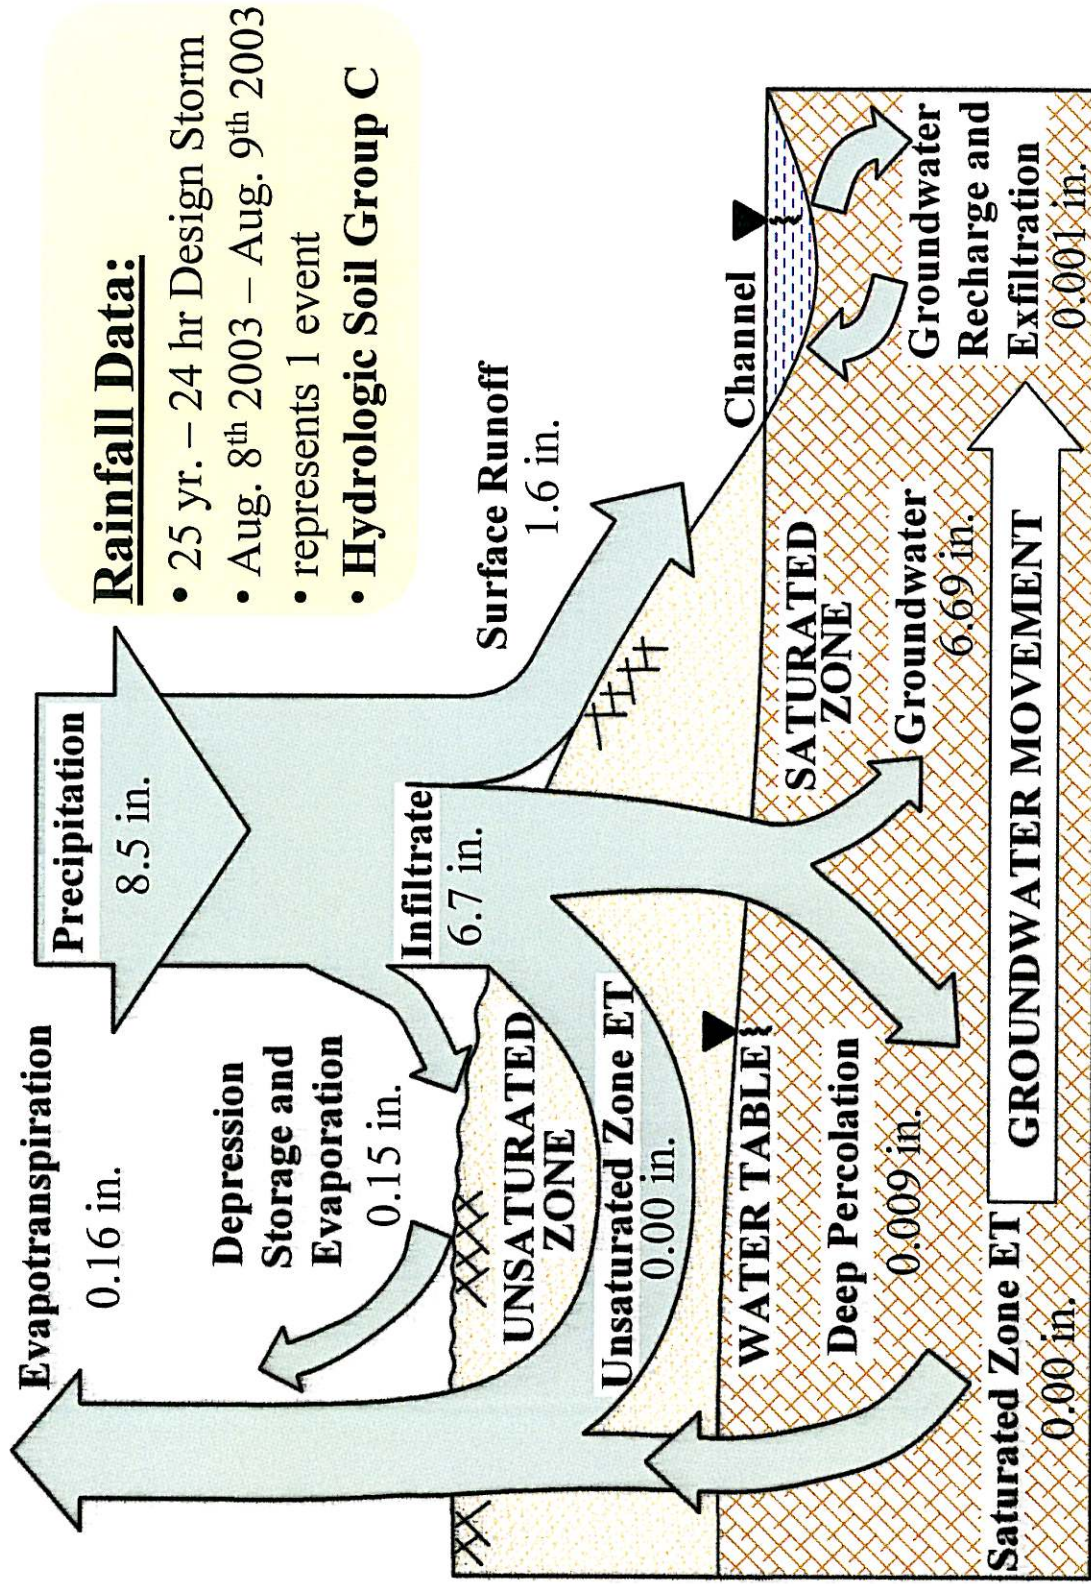 Rainfall Data:
• 25 yr. – 24 hr Design Storm
• Aug. 8th 2003 – Aug. 9th 2003
• represents 1 event
• Hydrologic Soil Group C
Evapotranspiration
0.16 in.
Precipitation
8.5 in.
Depression
Storage and
Evaporation
0.15 in.
Infiltrate
6.7 in.
Surface Runoff
1.6 in.
UNSATURATED
ZONE
Unsaturated Zone ET
0.00 in.
Channel
WATER TABLE
SATURATED
ZONE
Deep Percolation
0.009 in.
Groundwater
6.69 in.
Groundwater
Recharge and
Exfiltration
0.001 in.
Saturated Zone ET
0.00 in.
GROUNDWATER MOVEMENT